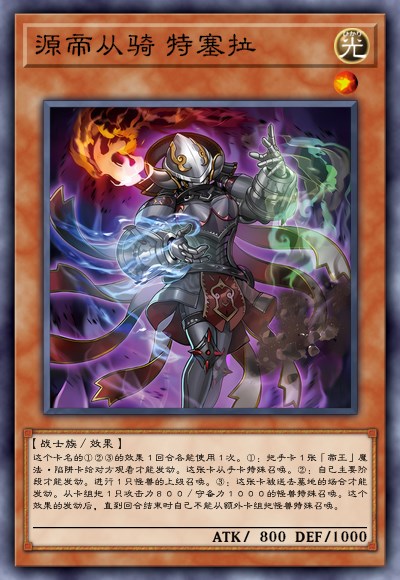 源帝从骑 特塞拉
ひかり
光
【战士族／效果】
这个卡名的①②③的效果1回合各能使用1次。①：把手卡1张「帝王」魔
法·陷阱卡给对方观看才能发动。这张卡从手卡特殊召唤。②：自己主要阶
段才能发动。进行1只怪兽的上级召唤。③：这张卡被送去墓地的场合才能
发动。从卡组把1只攻击力８００／守备力１０００的怪兽特殊召唤。这个
效果的发动后，直到回合结束时自己不能从额外卡组把怪兽特殊召唤。
ATK/ 800 DEF/1000